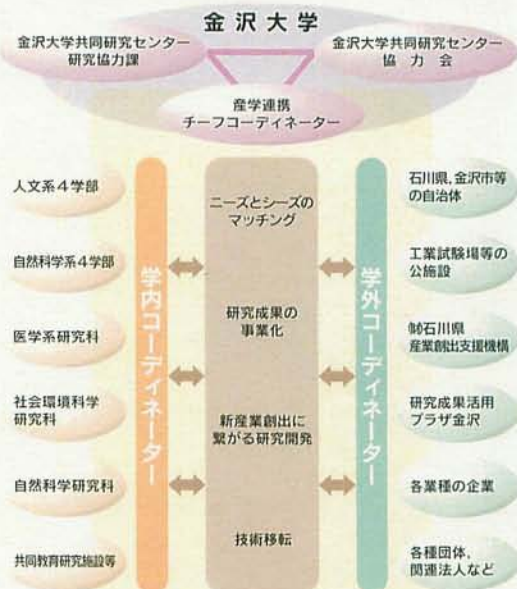 金沢大学
金沢大学共同研究センター
研究協力課
金沢大学共同研究センター
協力会
産学連携
チーフコーディネーター
人文系4学部
自然科学系4学部
医学系研究科
社会環境科学
研究科
自然科学研究科
共同教育研究施設等
学内コーディネーター
ニーズとシーズの
マッチング
研究成果の
事業化
新産業創出に
繋がる研究開発
技術移転
学外コーディネーター
石川県,金沢市等
の自治体
工業試験場等の
公施設
㈶石川県
産業創出支援機構
研究成果活用
プラザ金沢
各業種の企業
各種団体,
関連法人など